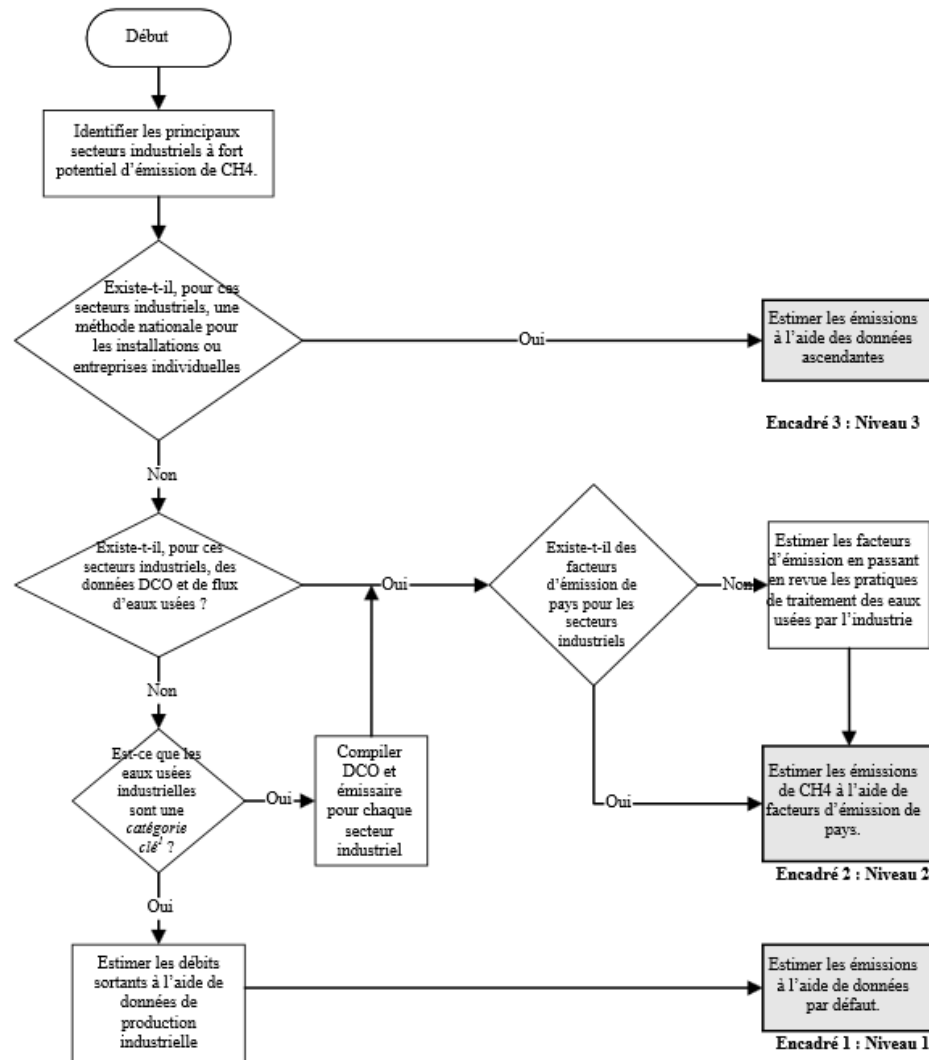 Début
Identifier les principaux
secteurs industriels à fort
potentiel d'émission de CH4.
Existe-t-il, pour ces
secteurs industriels, une
méthode nationale pour
les installations ou
entreprises individuelles
Oui
Estimer les émissions
à l'aide des données
ascendantes
Encadré 3 : Niveau 3
Non
Existe-t-il, pour ces
secteurs industriels, des
données DCO et de flux
d'eaux usées ?
Oui
Existe-t-il des
facteurs
d'émission de
pays pour les
secteurs
industriels
Non
Estimer les facteurs
d'émission en passant
en revue les pratiques
de traitement des eaux
usées par l'industrie
Non
Est-ce que les
eaux usées
industrielles
sont une
catégorie
clé¹ ?
Oui
Compiler
DCO et
émissaire
pour chaque
secteur
industriel
Oui
Estimer les émissions
de CH4 à l'aide de
facteurs d'émission de
pays.
Encadré 2 : Niveau 2
Oui
Estimer les débits
sortants à l'aide de
données de
production
industrielle
Estimer les émissions
à l'aide de données
par défaut.
Encadré 1 : Niveau 1